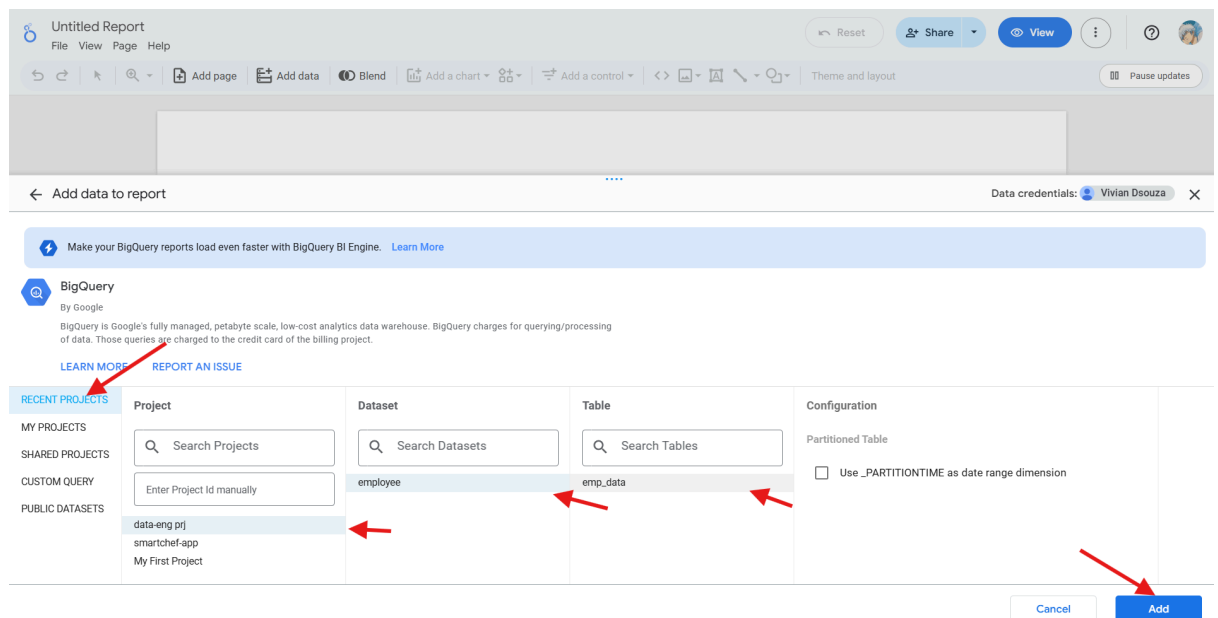 Untitled Report
File View Page Help
Reset
Share
View
Add page
Add data
Blend
Add a chart
Add a control
Theme and layout
Pause updates
Add data to report
Data credentials: Vivian Dsouza
Make your BigQuery reports load even faster with BigQuery BI Engine. Learn More
BigQuery
By Google
BigQuery is Google's fully managed, petabyte scale, low-cost analytics data warehouse. BigQuery charges for querying/processing
of data. Those queries are charged to the credit card of the billing project.
LEARN MORE REPORT AN ISSUE
RECENT PROJECTS
MY PROJECTS
SHARED PROJECTS
CUSTOM QUERY
PUBLIC DATASETS
Project
Search Projects
Enter Project Id manually
data-eng prj
smartchef-app
My First Project
Dataset
Search Datasets
employee
Table
Search Tables
emp_data
Configuration
Partitioned Table
Use _PARTITIONTIME as date range dimension
Cancel
Add